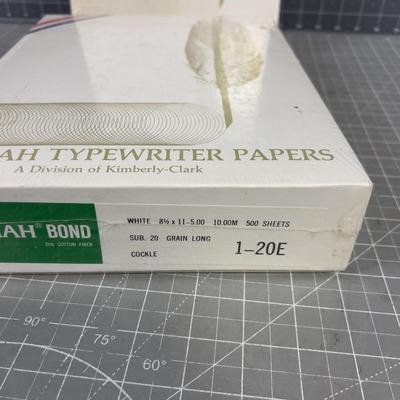 AH TYPEWRITER PAPERS
A Division of Kimberly-Clark
AH® BOND
25% COTTON FIBER
WHITE 8½ x 11-5.00 10.00M 500 SHEETS
SUB. 20 GRAIN LONG
COCKLE
1-20E
90°
75°
60°